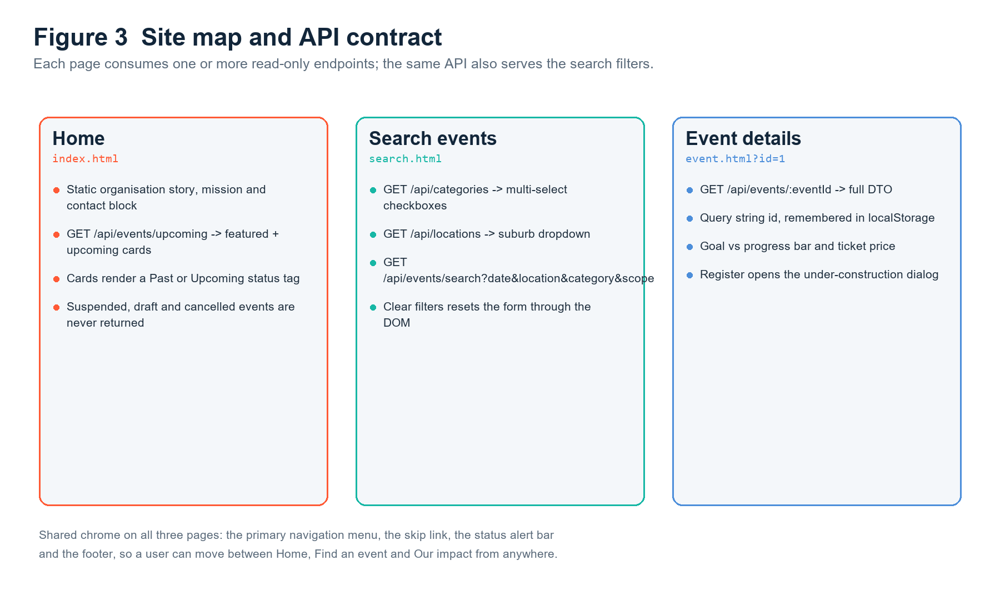 Figure 3  Site map and API contract
Each page consumes one or more read-only endpoints; the same API also serves the search filters.
Home
index.html
Static organisation story, mission and
contact block
GET /api/events/upcoming -> featured +
upcoming cards
Cards render a Past or Upcoming status tag
Suspended, draft and cancelled events are
never returned
Search events
search.html
GET /api/categories -> multi-select
checkboxes
GET /api/locations -> suburb dropdown
GET
/api/events/search?date&location&category&scope
Clear filters resets the form through the
DOM
Event details
event.html?id=1
GET /api/events/:eventId -> full DTO
Query string id, remembered in localStorage
Goal vs progress bar and ticket price
Register opens the under-construction dialog
Shared chrome on all three pages: the primary navigation menu, the skip link, the status alert bar
and the footer, so a user can move between Home, Find an event and Our impact from anywhere.